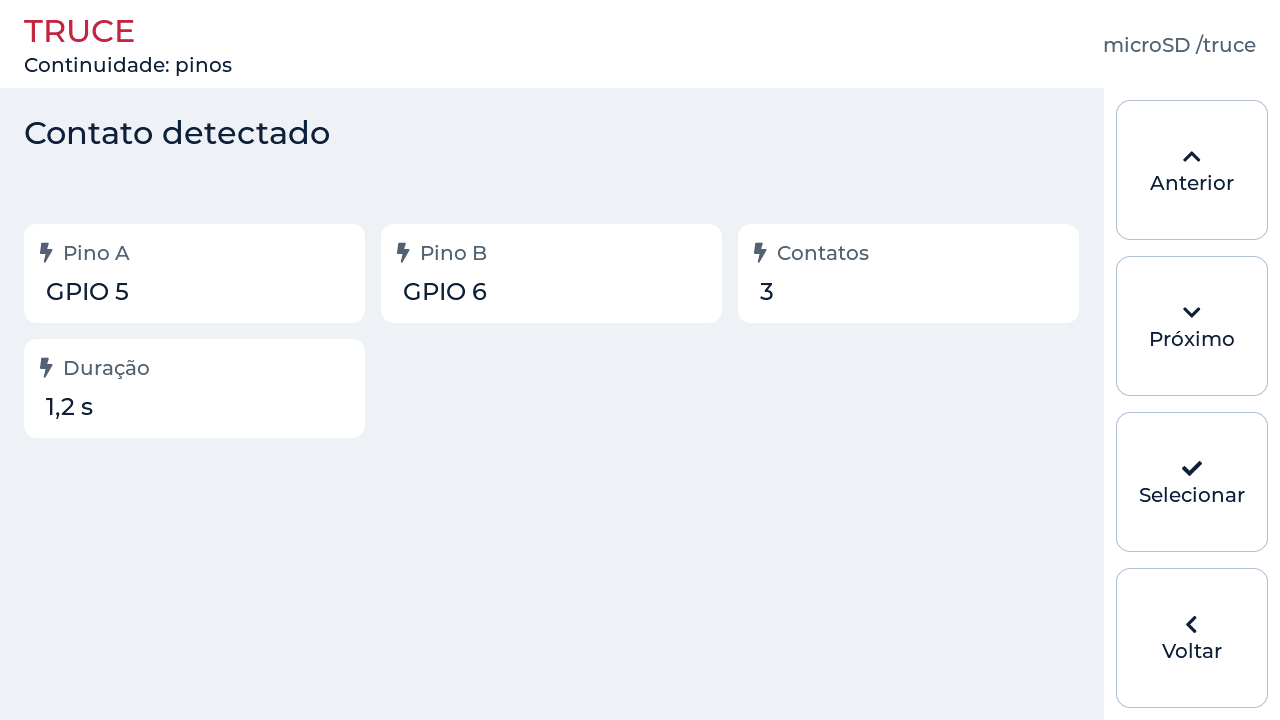 TRUCE
Continuidade: pinos
microSD /truce
Contato detectado
Pino A
GPIO 5
Pino B
GPIO 6
Contatos
3
Duração
1,2 s
Anterior
Próximo
Selecionar
Voltar